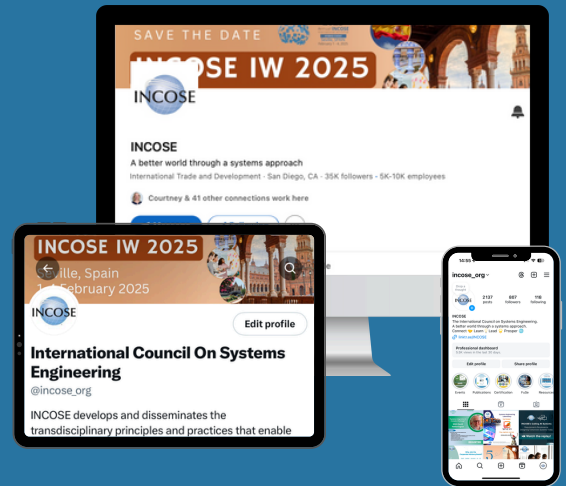 SAVE THE DATE
INCOSE IW 2025
INCOSE
INCOSE
A better world through a systems approach
International Trade and Development · San Diego, CA · 35K followers · 5K-10K employees
Courtney & 41 other connections work here
INCOSE IW 2025
ville, Spain
February 2025
INCOSE
Edit profile
International Council On Systems
Engineering
@incose_org
INCOSE develops and disseminates the
transdisciplinary principles and practices that enable
14:55
incose_org
INCOSE
2137
posts
followers
following
INCOSE
The International Council on Systems Engineering
A better world through a systems approach.
Professional dashboard
Edit profile
Share profile
Events
Publications
Certification